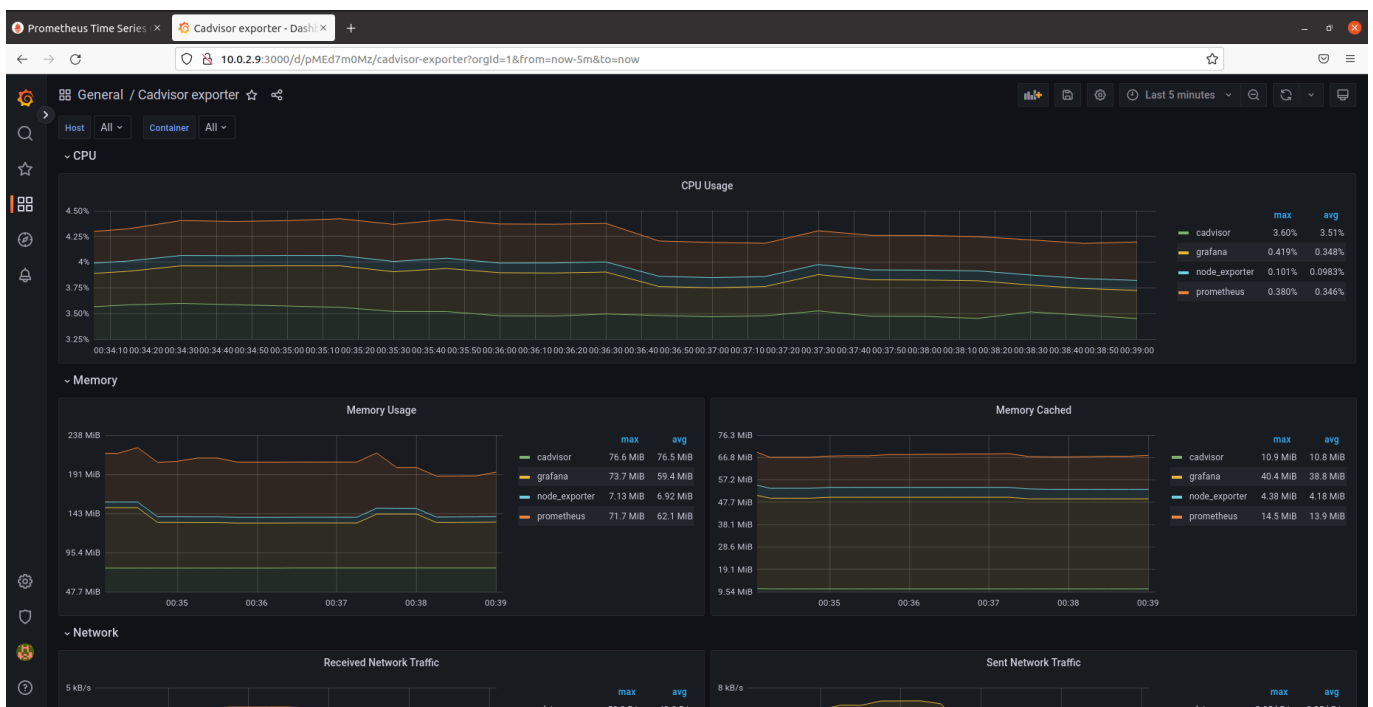 Prometheus Time Series
Cadvisor exporter - Dash
10.0.2.9:3000/d/pMEd7m0Mz/cadvisor-exporter?orgId=1&from=now-5m&to=now
General / Cadvisor exporter
Last 5 minutes
Host All Container All
CPU
CPU Usage
4.50%
4.25%
4%
3.75%
3.50%
3.25%
00:34:10 00:34:20 00:34:30 00:34:40 00:34:50 00:35:00 00:35:10 00:35:20 00:35:30 00:35:40 00:35:50 00:36:00 00:36:10 00:36:20 00:36:30 00:36:40 00:36:50 00:37:00 00:37:10 00:37:20 00:37:30 00:37:40 00:37:50 00:38:00 00:38:10 00:38:20 00:38:30 00:38:40 00:38:50 00:39:00
max avg
cadvisor 3.60% 3.51%
grafana 0.419% 0.348%
node_exporter 0.101% 0.0983%
prometheus 0.380% 0.346%
Memory
Memory Usage
238 MiB
191 MiB
143 MiB
95.4 MiB
47.7 MiB
00:35 00:36 00:37 00:38 00:39
max avg
cadvisor 76.6 MiB 76.5 MiB
grafana 73.7 MiB 59.4 MiB
node_exporter 7.13 MiB 6.92 MiB
prometheus 71.7 MiB 62.1 MiB
Memory Cached
76.3 MiB
66.8 MiB
57.2 MiB
47.7 MiB
38.1 MiB
28.6 MiB
19.1 MiB
9.54 MiB
00:35 00:36 00:37 00:38 00:39
max avg
cadvisor 10.9 MiB 10.8 MiB
grafana 40.4 MiB 38.8 MiB
node_exporter 4.38 MiB 4.18 MiB
prometheus 14.5 MiB 13.9 MiB
Network
Received Network Traffic
5 kB/s
max avg
Sent Network Traffic
8 kB/s
max avg